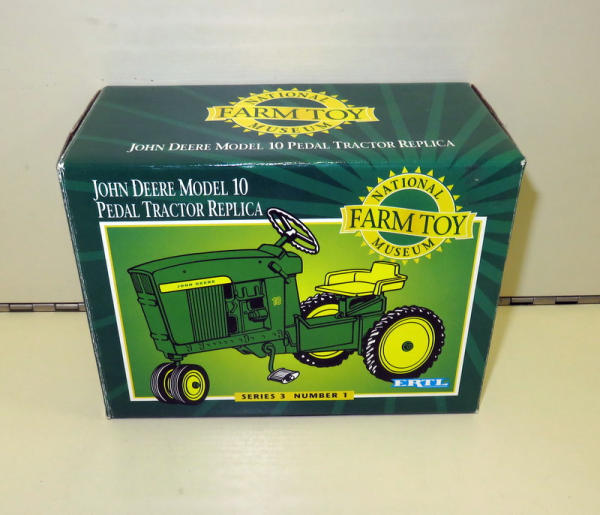 NATIONAL
FARM TOY
MUSEUM
JOHN DEERE MODEL 10 PEDAL TRACTOR REPLICA
JOHN DEERE MODEL 10
PEDAL TRACTOR REPLICA
NATIONAL
FARM TOY
MUSEUM
JOHN DEERE
10
ERTL
SERIES 3 NUMBER 1